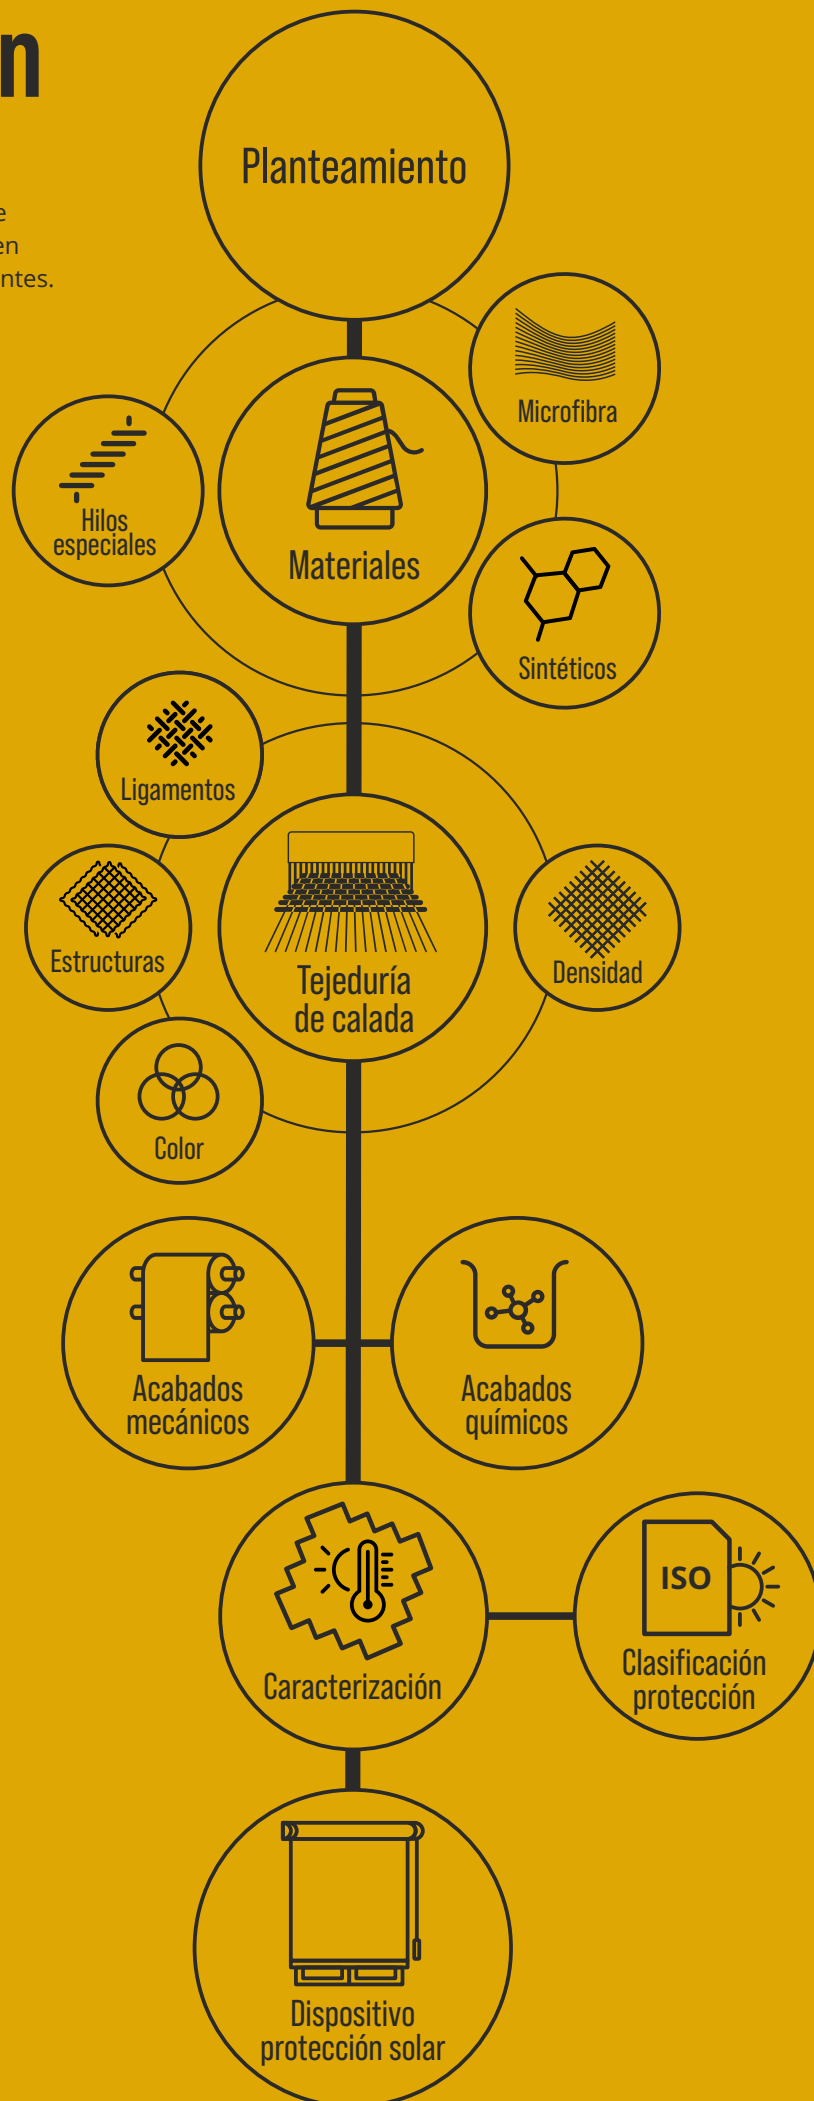 n
e
en
ntes.
Planteamiento
Microfibra
Hilos
especiales
Materiales
Sintéticos
Ligamentos
Estructuras
Tejeduría
de calada
Densidad
Color
Acabados
mecánicos
Acabados
químicos
Caracterización
ISO
Clasificación
protección
Dispositivo
protección solar